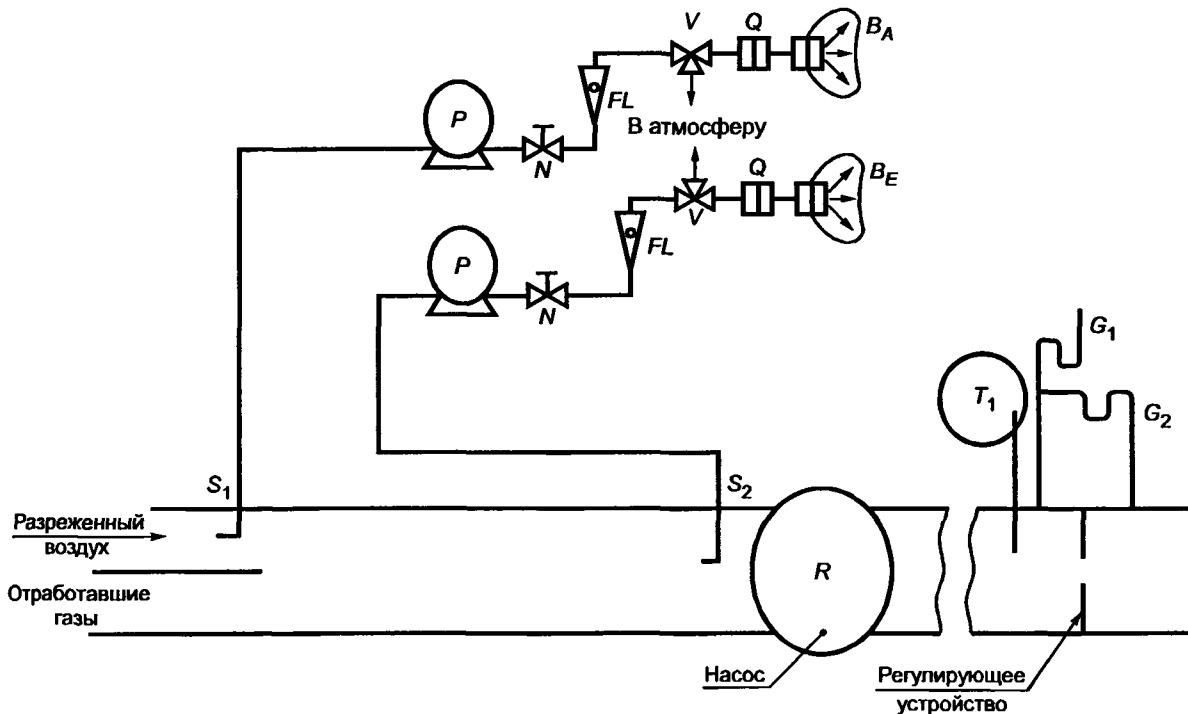 V
Q
B_A
P
FL
N
В атмосферу
Q
B_E
V
P
FL
N
G_1
T_1
G_2
S_1
S_2
Разреженный
воздух
R
Отработавшие
газы
Насос
Регулирующее
устройство